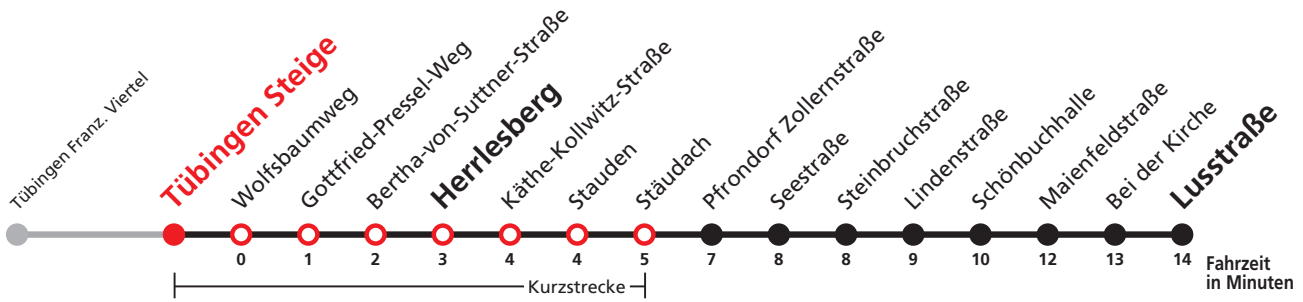 Tübingen Franz. Viertel
Tübingen Steige
Wolfsbaumweg
Gottfried-Pressel-Weg
Bertha-von-Suttner-Straße
Herrlesberg
Käthe-Kollwitz-Straße
Stauden
Stäudach
Pfrondorf Zollernstraße
Seestraße
Steinbruchstraße
Lindenstraße
Schönbuchhalle
Maienfeldstraße
Bei der Kirche
Lusstraße
0 1 2 3 4 4 5 7 8 8 9 10 12 13 14
Fahrzeit
in Minuten
Kurzstrecke